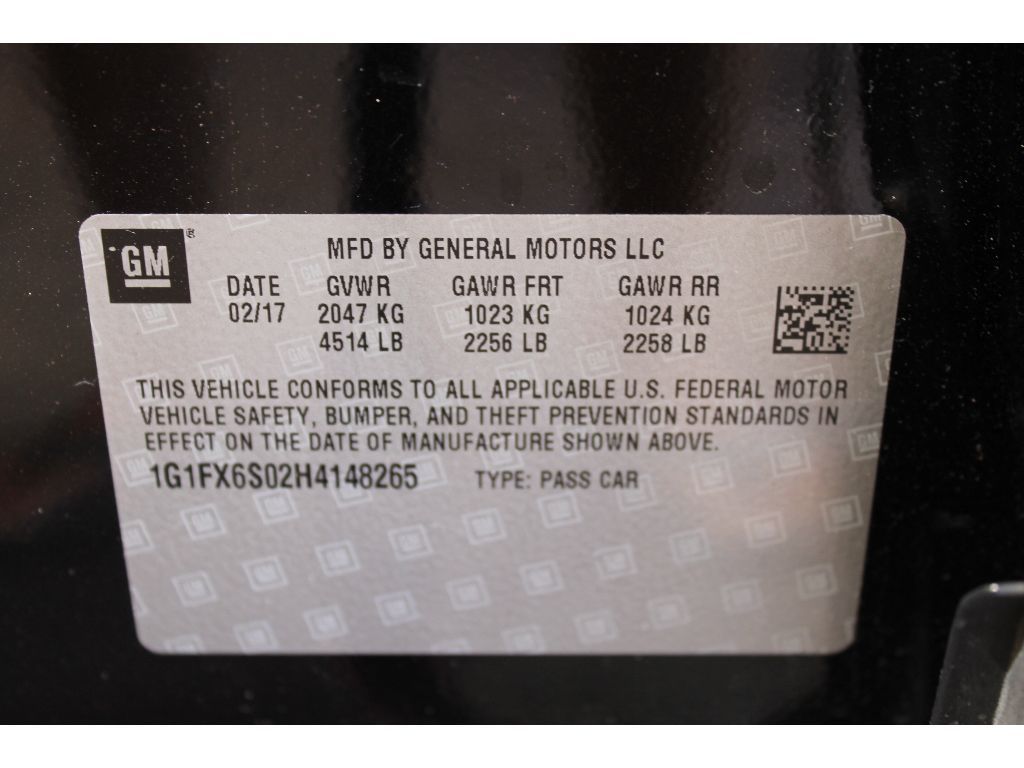 GM®
MFD BY GENERAL MOTORS LLC
DATE GVWR GAWR FRT GAWR RR
02/17 2047 KG 1023 KG 1024 KG
4514 LB 2256 LB 2258 LB
THIS VEHICLE CONFORMS TO ALL APPLICABLE U.S. FEDERAL MOTOR
VEHICLE SAFETY, BUMPER, AND THEFT PREVENTION STANDARDS IN
EFFECT ON THE DATE OF MANUFACTURE SHOWN ABOVE.
1G1FX6S02H4148265 TYPE: PASS CAR